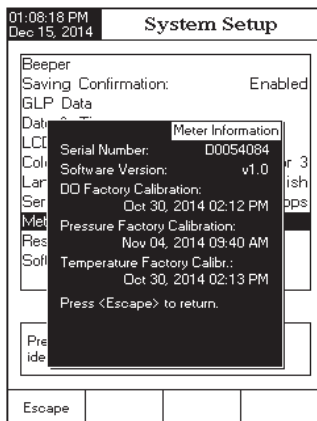 01:08:18 PM
Dec 15, 2014
System Setup
Beeper
Saving Confirmation: Enabled
GLP Data
Meter Information
Serial Number: D0054084
Software Version: v1.0
DO Factory Calibration:
Oct 30, 2014 02:12 PM
Pressure Factory Calibration:
Nov 04, 2014 09:40 AM
Temperature Factory Calibr.:
Oct 30, 2014 02:13 PM
Press <Escape> to return.
Escape